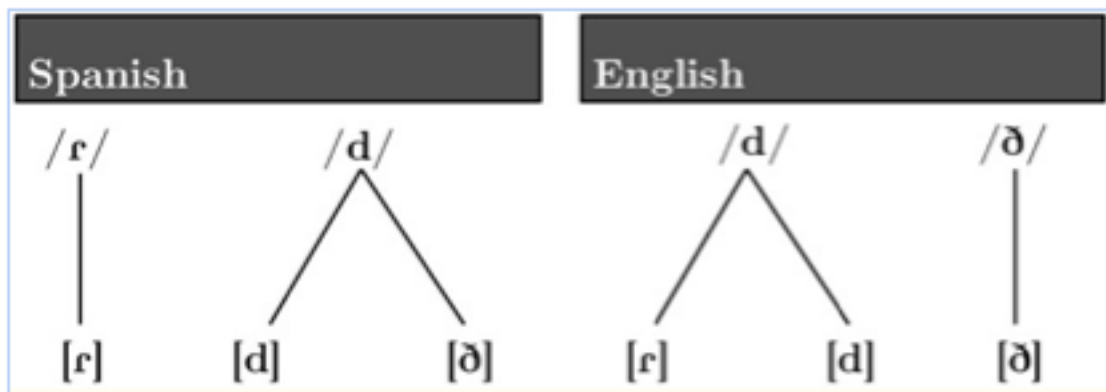 Spanish English
/ɾ/ /d/ /d/ /ð/
[ɾ] [d] [ð] [ɾ] [d] [ð]